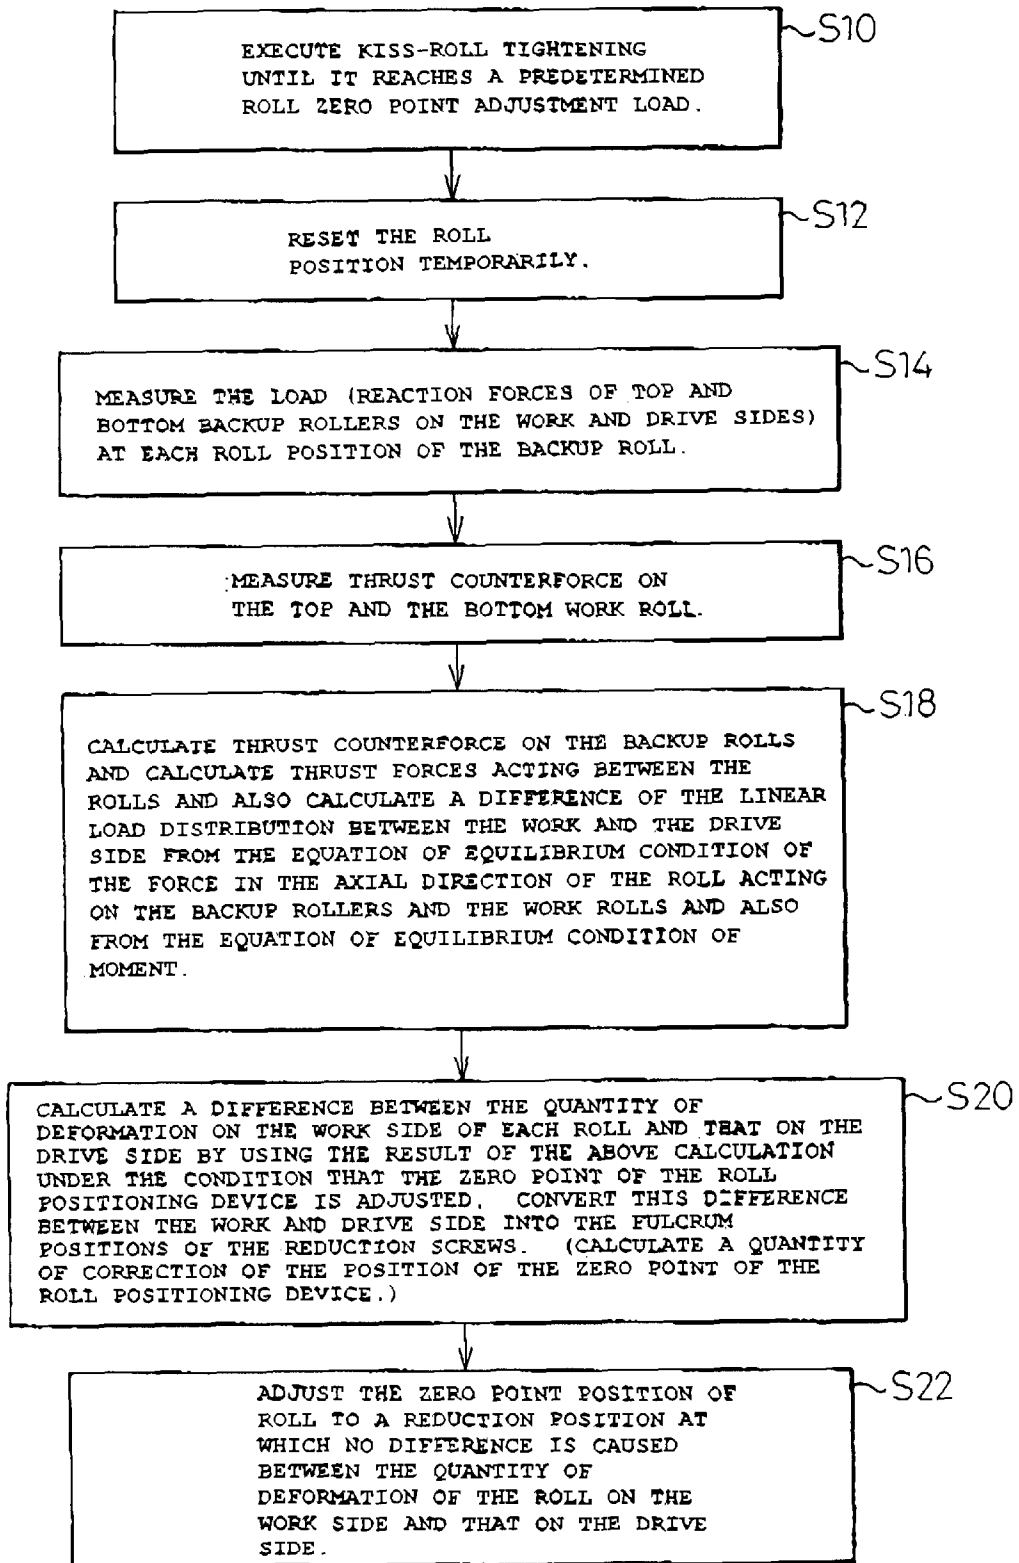 S10
EXECUTE KISS-ROLL TIGHTENING
UNTIL IT REACHES A PREDETERMINED
ROLL ZERO POINT ADJUSTMENT LOAD.
S12
RESET THE ROLL
POSITION TEMPORARILY.
S14
MEASURE THE LOAD (REACTION FORCES OF TOP AND
BOTTOM BACKUP ROLLERS ON THE WORK AND DRIVE SIDES)
AT EACH ROLL POSITION OF THE BACKUP ROLL.
S16
MEASURE THRUST COUNTERFORCE ON
THE TOP AND THE BOTTOM WORK ROLL.
S18
CALCULATE THRUST COUNTERFORCE ON THE BACKUP ROLLS
AND CALCULATE THRUST FORCES ACTING BETWEEN THE
ROLLS AND ALSO CALCULATE A DIFFERENCE OF THE LINEAR
LOAD DISTRIBUTION BETWEEN THE WORK AND THE DRIVE
SIDE FROM THE EQUATION OF EQUILIBRIUM CONDITION OF
THE FORCE IN THE AXIAL DIRECTION OF THE ROLL ACTING
ON THE BACKUP ROLLERS AND THE WORK ROLLS AND ALSO
FROM THE EQUATION OF EQUILIBRIUM CONDITION OF
MOMENT.
S20
CALCULATE A DIFFERENCE BETWEEN THE QUANTITY OF
DEFORMATION ON THE WORK SIDE OF EACH ROLL AND THAT ON THE
DRIVE SIDE BY USING THE RESULT OF THE ABOVE CALCULATION
UNDER THE CONDITION THAT THE ZERO POINT OF THE ROLL
POSITIONING DEVICE IS ADJUSTED. CONVERT THIS DIFFERENCE
BETWEEN THE WORK AND DRIVE SIDE INTO THE FULCRUM
POSITIONS OF THE REDUCTION SCREWS. (CALCULATE A QUANTITY
OF CORRECTION OF THE POSITION OF THE ZERO POINT OF THE
ROLL POSITIONING DEVICE.)
S22
ADJUST THE ZERO POINT POSITION OF
ROLL TO A REDUCTION POSITION AT
WHICH NO DIFFERENCE IS CAUSED
BETWEEN THE QUANTITY OF
DEFORMATION OF THE ROLL ON THE
WORK SIDE AND THAT ON THE DRIVE
SIDE.